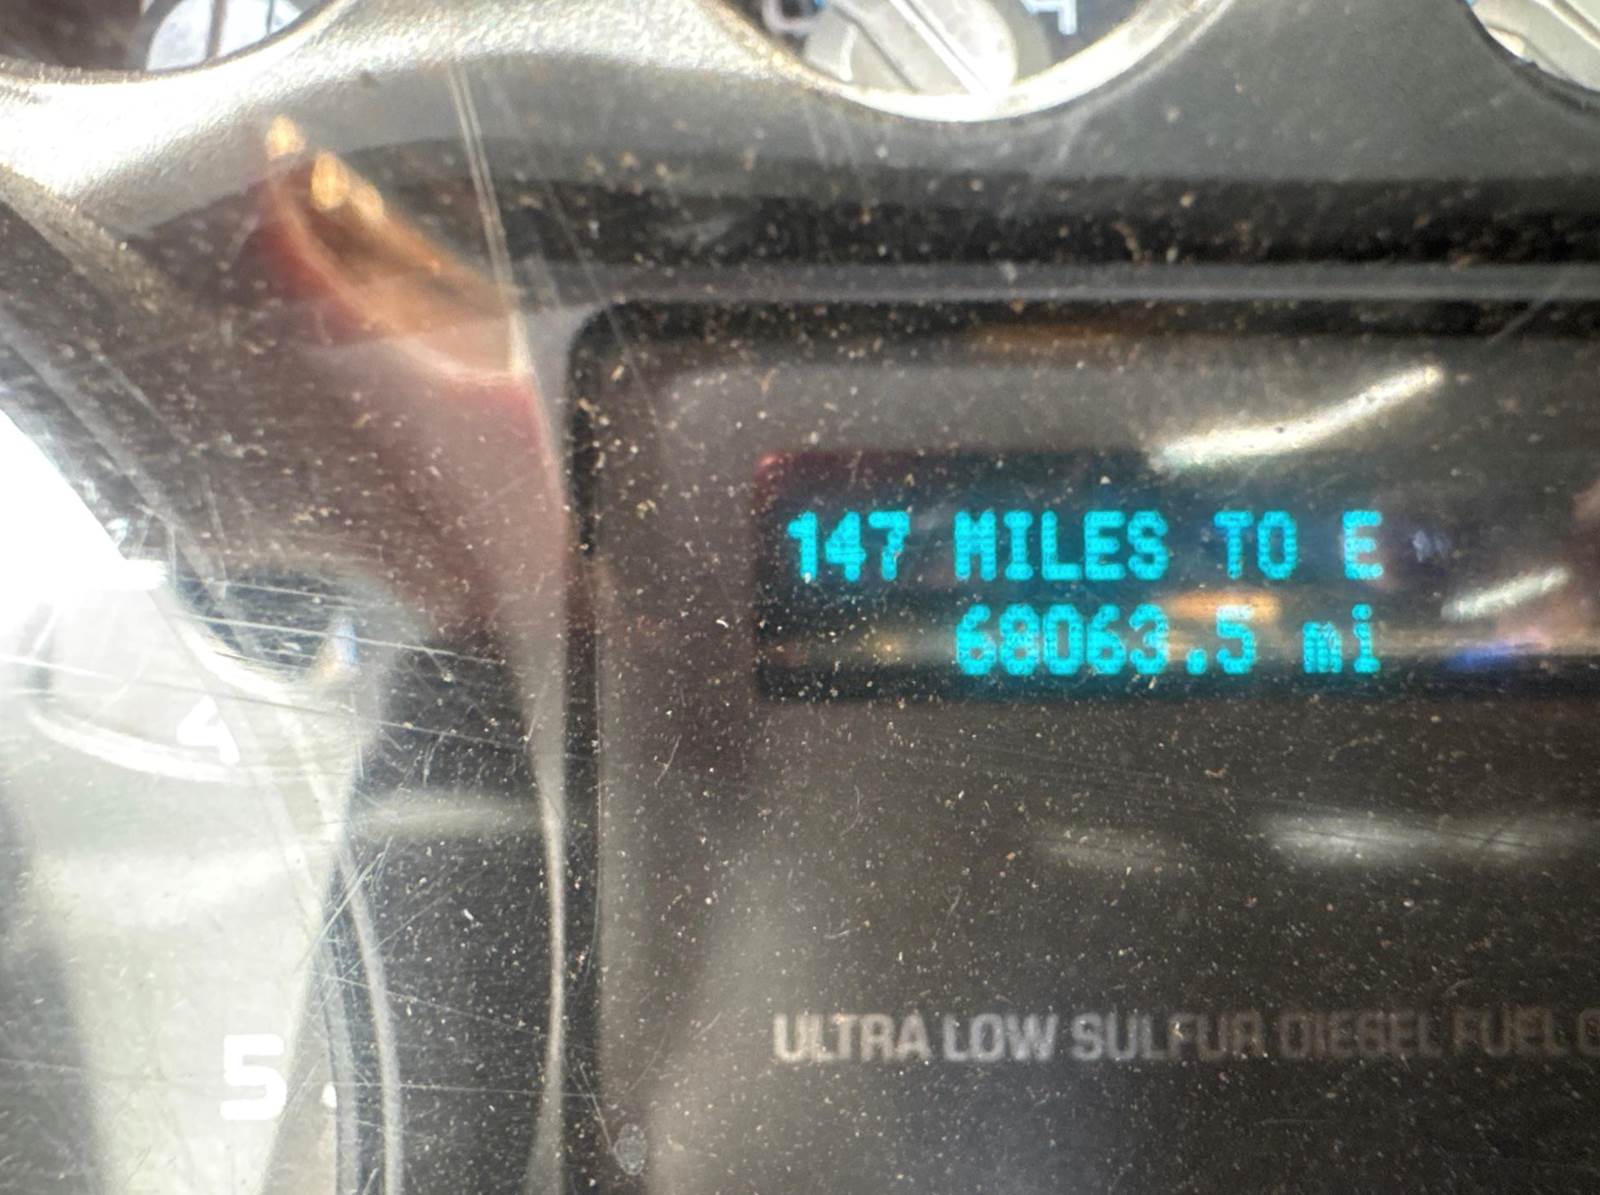 H
147 MILES TO E
68063.5 mi
4
5
ULTRA LOW SULFUR DIESEL FUEL